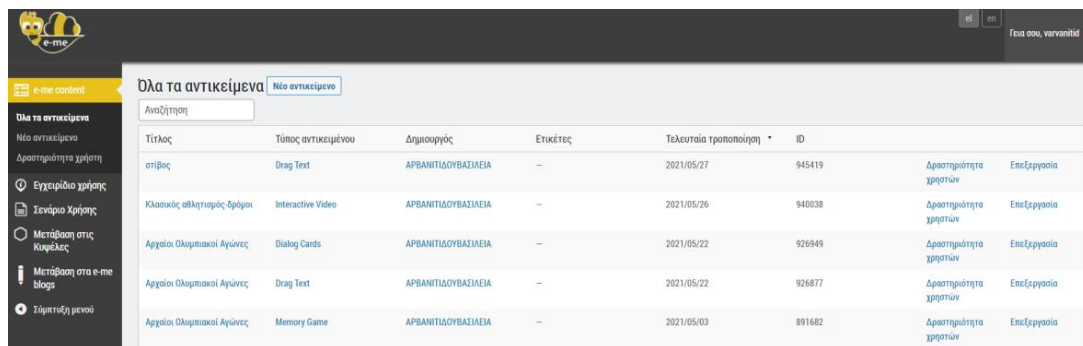 e-me
el en
Γεια σου, varvanitid
e-me content
Όλα τα αντικείμενα
Νέο αντικείμενο
Δραστηριότητα χρήστη
Εγχειρίδιο χρήσης
Σενάριο Χρήσης
Μετάβαση στις
Κυψέλες
Μετάβαση στα e-me
blogs
Σύμπτυξη μενού
Όλα τα αντικείμενα Νέο αντικείμενο
Αναζήτηση
Τίτλος Τύπος αντικειμένου Δημιουργός Ετικέτες Τελευταία τροποποίηση ID
στίβος Drag Text ΑΡΒΑΝΙΤΙΔΟΥΒΑΣΙΛΕΙΑ — 2021/05/27 945419 Δραστηριότητα Επεξεργασία
χρηστών
Κλασικός αθλητισμός-δρόμοι Interactive Video ΑΡΒΑΝΙΤΙΔΟΥΒΑΣΙΛΕΙΑ — 2021/05/26 940038 Δραστηριότητα Επεξεργασία
χρηστών
Αρχαίοι Ολυμπιακοί Αγώνες Dialog Cards ΑΡΒΑΝΙΤΙΔΟΥΒΑΣΙΛΕΙΑ — 2021/05/22 926949 Δραστηριότητα Επεξεργασία
χρηστών
Αρχαίοι Ολυμπιακοί Αγώνες Drag Text ΑΡΒΑΝΙΤΙΔΟΥΒΑΣΙΛΕΙΑ — 2021/05/22 926877 Δραστηριότητα Επεξεργασία
χρηστών
Αρχαίοι Ολυμπιακοί Αγώνες Memory Game ΑΡΒΑΝΙΤΙΔΟΥΒΑΣΙΛΕΙΑ — 2021/05/03 891682 Δραστηριότητα Επεξεργασία
χρηστών